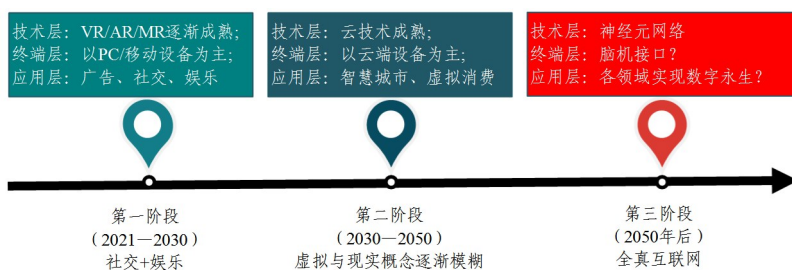 技术层：VR/AR/MR逐渐成熟;
终端层：以PC/移动设备为主;
应用层：广告、社交、娱乐
技术层：云技术成熟;
终端层：以云端设备为主;
应用层：智慧城市、虚拟消费
技术层：神经元网络
终端层：脑机接口？
应用层：各领域实现数字永生？
第一阶段
（2021—2030）
社交+娱乐
第二阶段
（2030—2050）
虚拟与现实概念逐渐模糊
第三阶段
（2050年后）
全真互联网